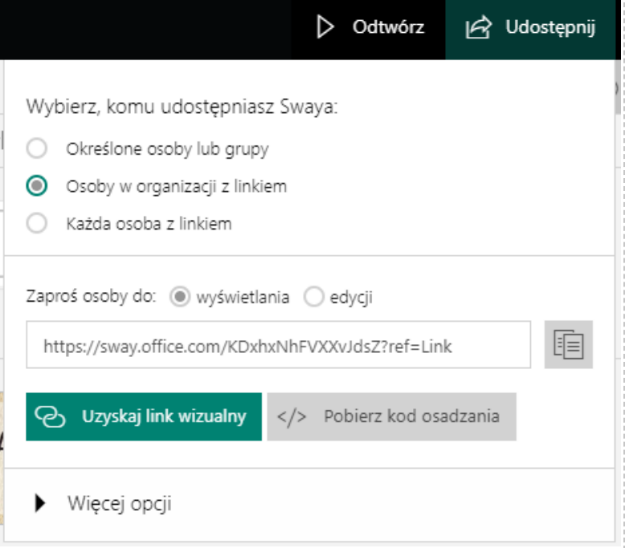 Odtwórz Udostępnij
Wybierz, komu udostępniasz Swaya:
Określone osoby lub grupy
Osoby w organizacji z linkiem
Każda osoba z linkiem
Zaproś osoby do: wyświetlania edycji
https://sway.office.com/KDxhxNhFVXXvJdsZ?ref=Link
Uzyskaj link wizualny </> Pobierz kod osadzania
Więcej opcji